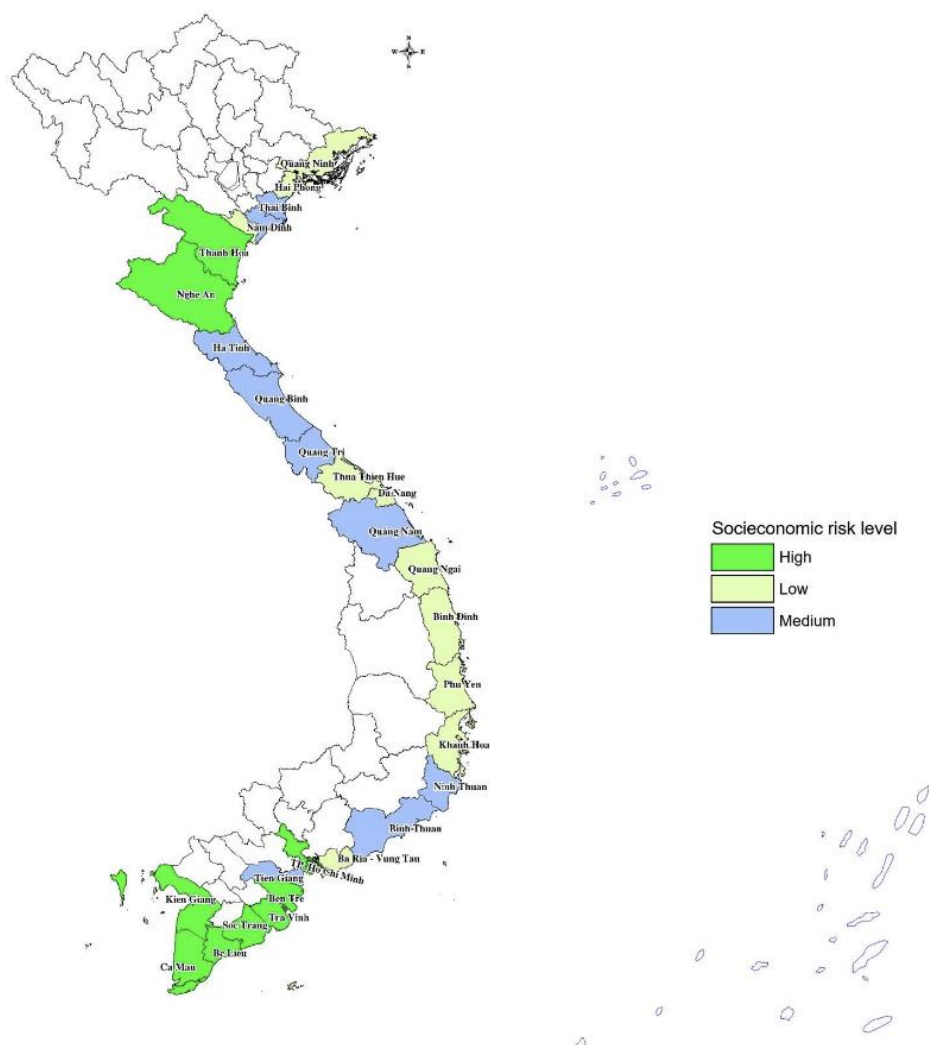 N
W E
S
Quang Ninh
Hai Phong
Thai Binh
Nam Dinh
Thanh Hoa
Nghe An
Ha Tinh
Quang Binh
Quang Tri
Thua Thien Hue
Da Nang
Quang Nam
Socieconomic risk level
High
Low
Medium
Quang Ngai
Binh Dinh
Phu Yen
Khanh Hoa
Ninh Thuan
Binh Thuan
Ba Ria - Vung Tau
TP. Ho Chi Minh
Tien Giang
Ben Tre
Kien Giang
Tra Vinh
Soc Trang
Bc Lieu
Ca Mau